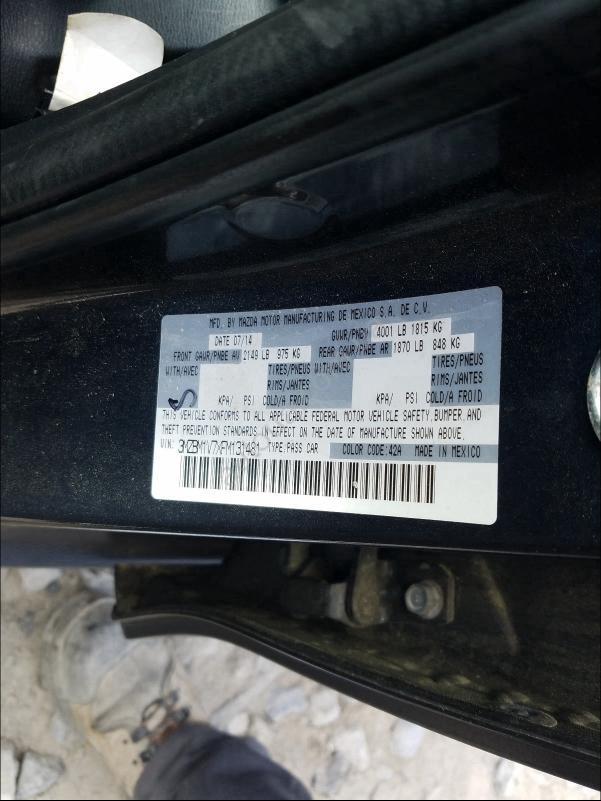 MFD. BY MAZDA MOTOR MANUFACTURING DE MEXICO S.A. DE C.V.
DATE 07/14 GVWR/PNBV 4001 LB 1815 KG
FRONT GAWR/PNBE AV 2149 LB 975 KG REAR GAWR/PNBE AR 1870 LB 848 KG
WITH/AVEC TIRES/PNEUS WITH/AVEC TIRES/PNEUS
RIMS/JANTES RIMS/JANTES
KPA/ PSI COLD/A FROID KPA/ PSI COLD/A FROID
THIS VEHICLE CONFORMS TO ALL APPLICABLE FEDERAL MOTOR VEHICLE SAFETY, BUMPER, AND
THEFT PREVENTION STANDARDS IN EFFECT ON THE DATE OF MANUFACTURE SHOWN ABOVE.
VIN: 3MZBM1V7XFM131481 TYPE:PASS CAR COLOR CODE:42A MADE IN MEXICO